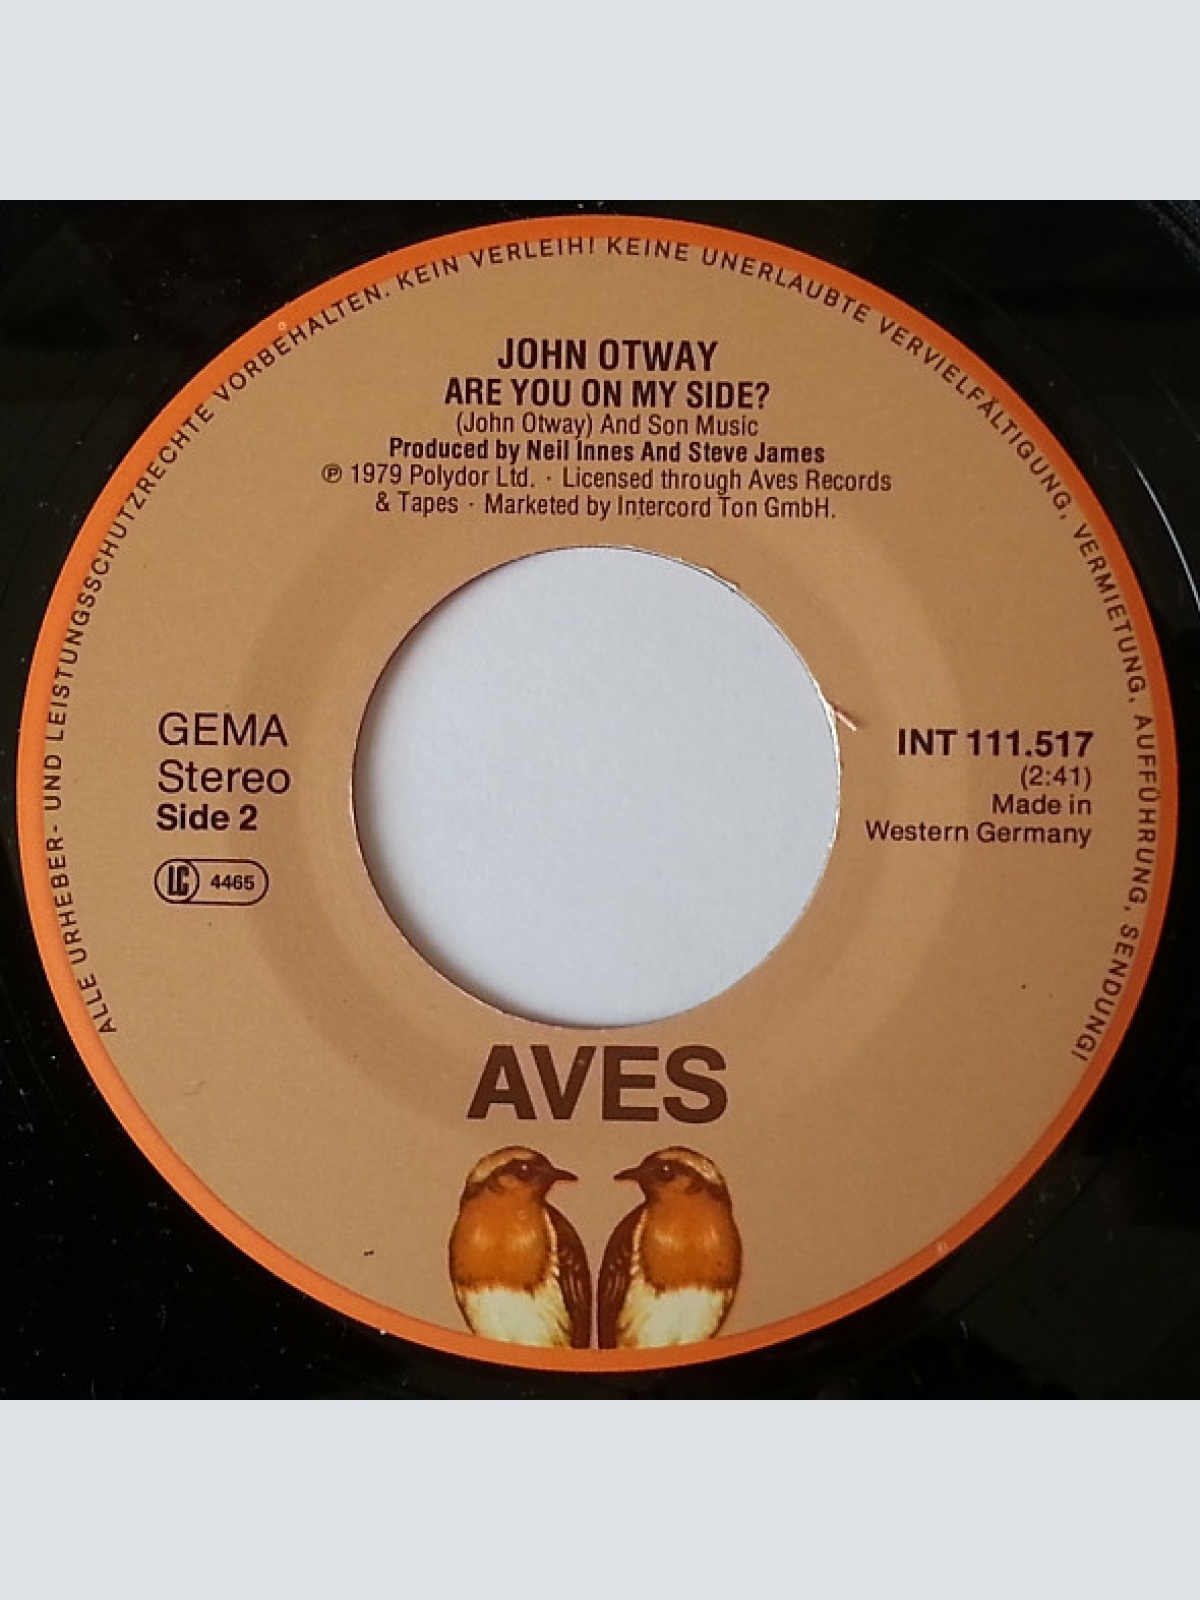 ALLE URHEBER- UND LEISTUNGSSCHUTZRECHTE VORBEHALTEN. KEIN VERLEIH! KEINE UNERLAUBTE VERVIELFÄLTIGUNG, VERMIETUNG, AUFFÜHRUNG, SENDUNG!
JOHN OTWAY
ARE YOU ON MY SIDE?
(John Otway) And Son Music
Produced by Neil Innes And Steve James
℗ 1979 Polydor Ltd. · Licensed through Aves Records
& Tapes · Marketed by Intercord Ton GmbH.
GEMA
Stereo
Side 2
LC 4465
INT 111.517
(2:41)
Made in
Western Germany
AVES